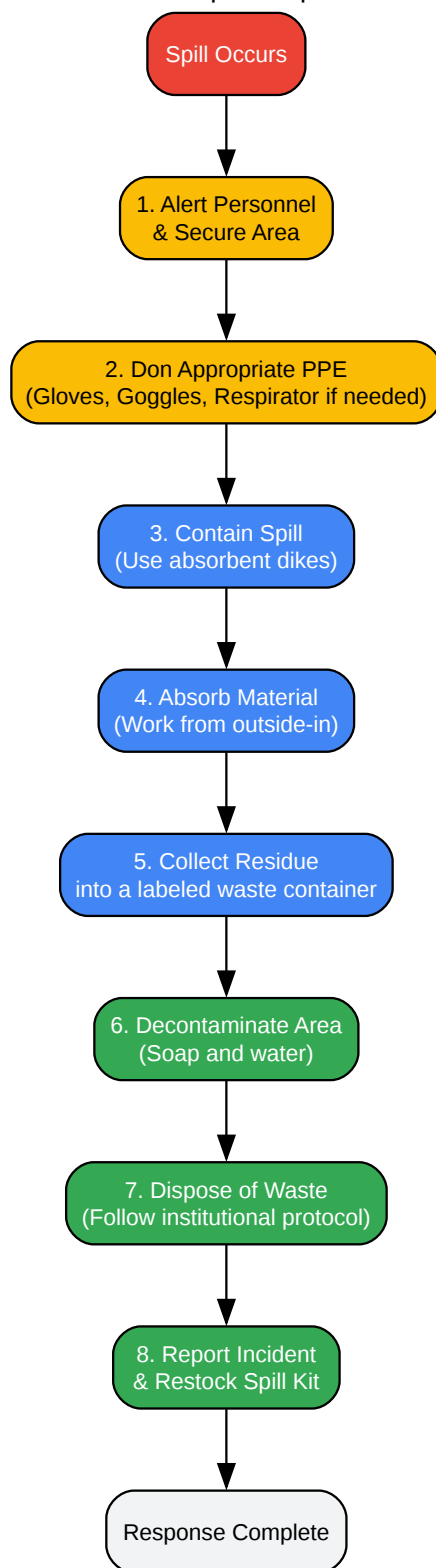 Spill Occurs
1. Alert Personnel
& Secure Area
2. Don Appropriate PPE
(Gloves, Goggles, Respirator if needed)
3. Contain Spill
(Use absorbent dikes)
4. Absorb Material
(Work from outside-in)
5. Collect Residue
into a labeled waste container
6. Decontaminate Area
(Soap and water)
7. Dispose of Waste
(Follow institutional protocol)
8. Report Incident
& Restock Spill Kit
Response Complete